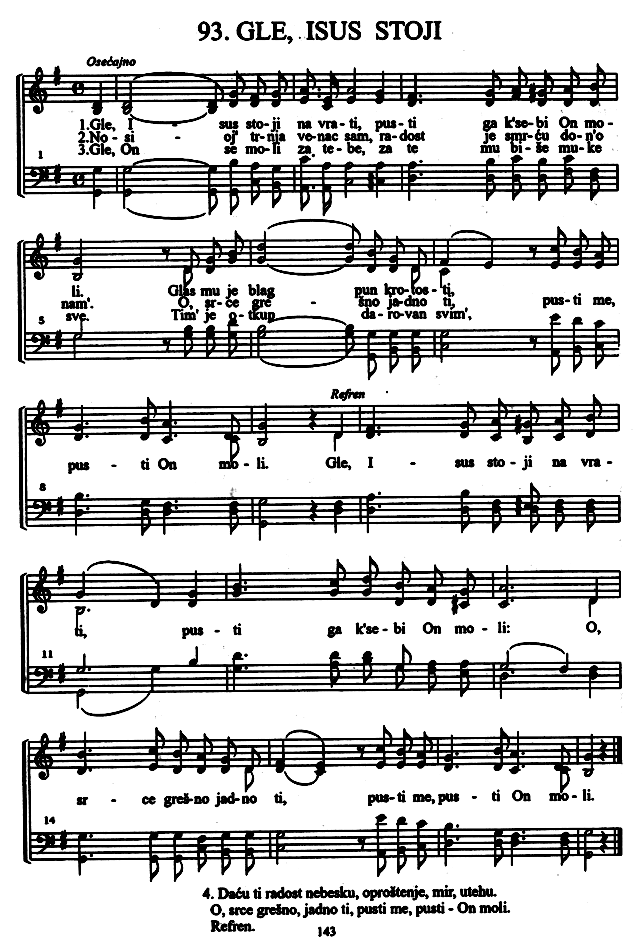 93. GLE, ISUS STOJI
Osećajno
1.Gle, I - sus stoji na vra-ti, pus-ti ga k'sebi On mo-
2.No-si - oj' tr-nja ve-nac sam, ra-dost je smr-ću do-n'o
3.Gle, On se mo-li za te-be, za te mu bi-še mu-ke
1
li. Glas mu je blag pun kro-tos-ti,
nam'. O, sr-ce gre - šno ja-dno ti, pus-ti me,
sve. Tim' je o-tkup da-ro-van svim',
5
Refren
pus - ti On mo-li. Gle, I - sus sto-ji na vra-
8
ti, pus - ti ga k'se-bi On mo-li: O,
11
sr - ce greš-no jad-no ti, pus-ti me, pus - ti On mo-li.
14
4. Daću ti radost nebesku, oproštenje, mir, utehu.
O, srce grešno, jadno ti, pusti me, pusti - On moli.
Refren.
143